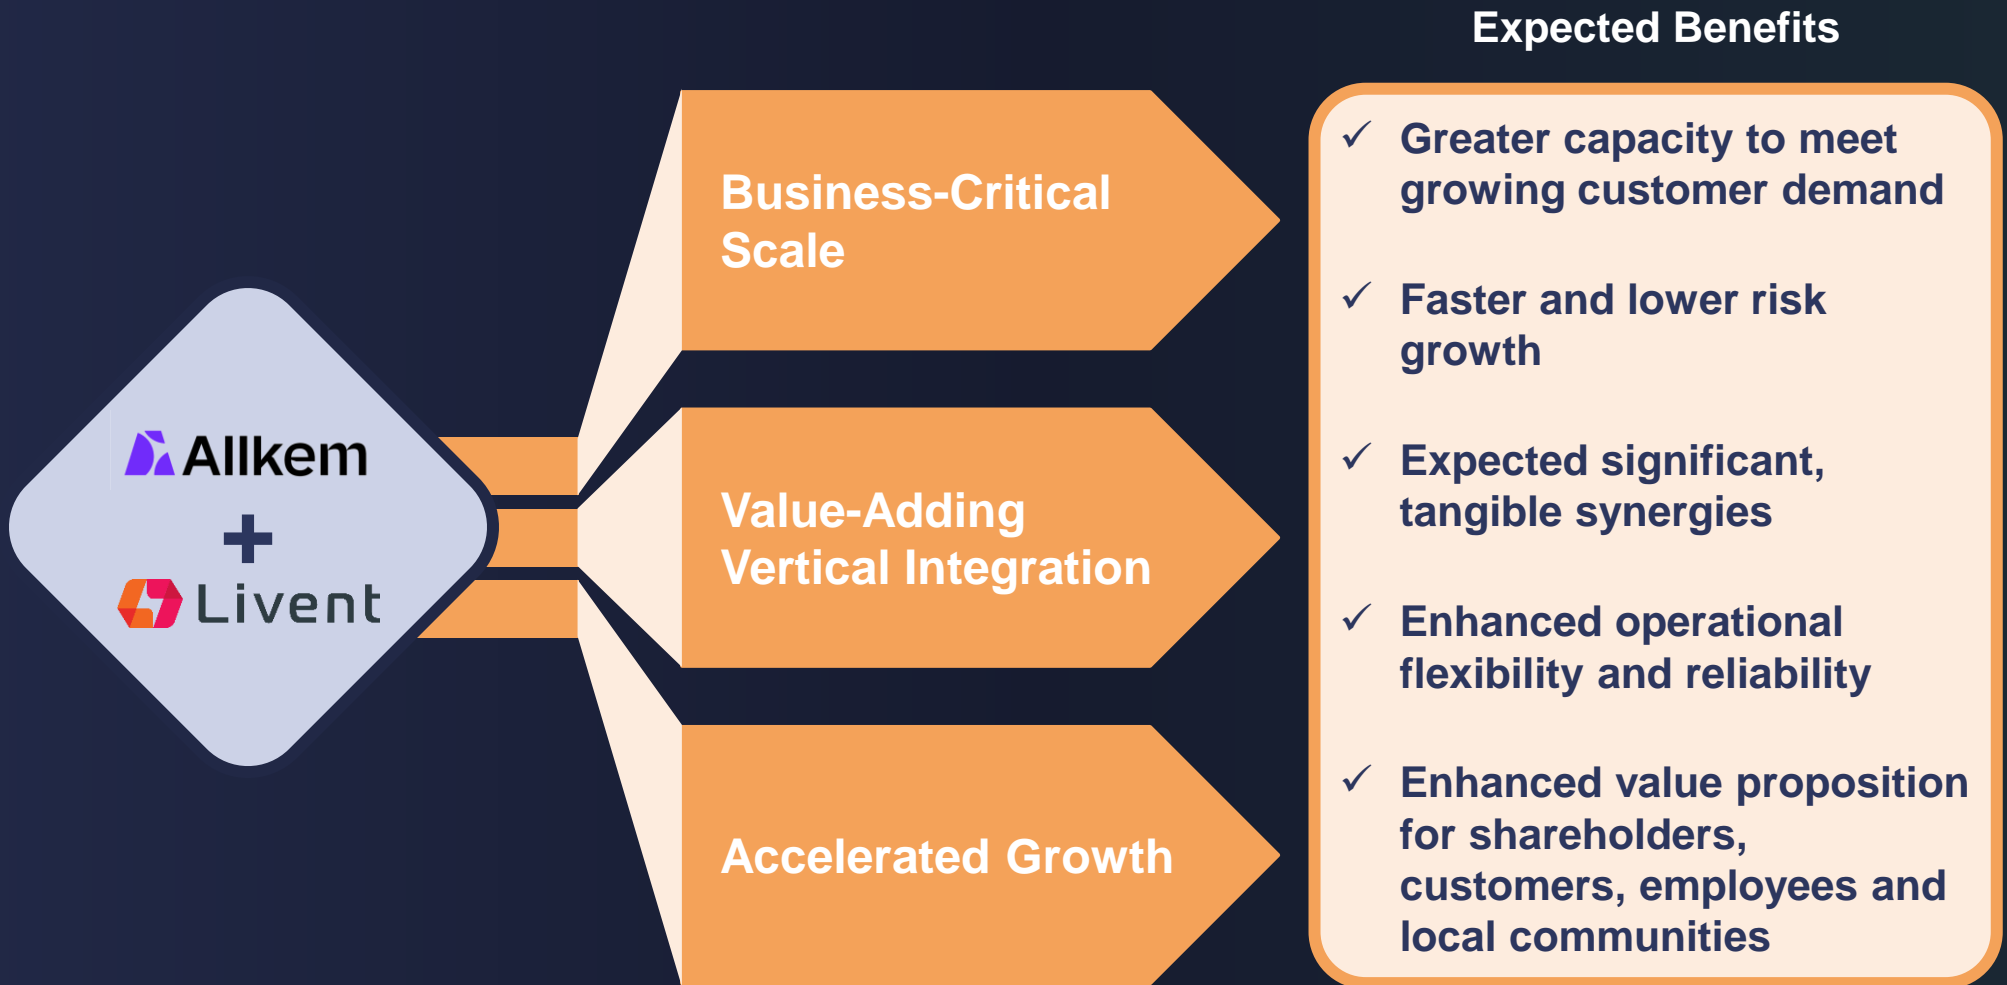 Expected Benefits
Allkem
+
Livent
Business-Critical
Scale
Value-Adding
Vertical Integration
Accelerated Growth
✓ Greater capacity to meet
growing customer demand
✓ Faster and lower risk
growth
✓ Expected significant,
tangible synergies
✓ Enhanced operational
flexibility and reliability
✓ Enhanced value proposition
for shareholders,
customers, employees and
local communities